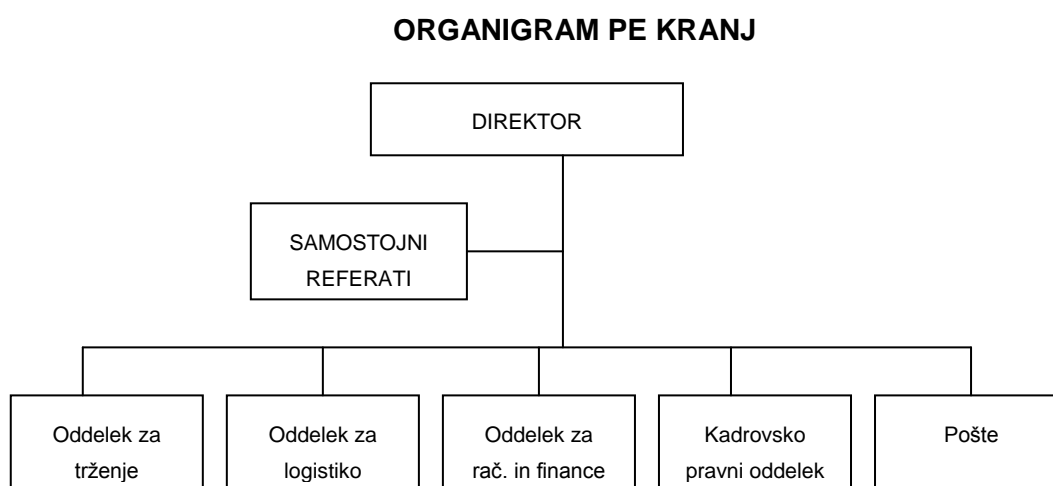 ORGANIGRAM PE KRANJ
DIREKTOR
SAMOSTOJNI
REFERATI
Oddelek za
trženje
Oddelek za
logistiko
Oddelek za
rač. in finance
Kadrovsko
pravni oddelek
Pošte